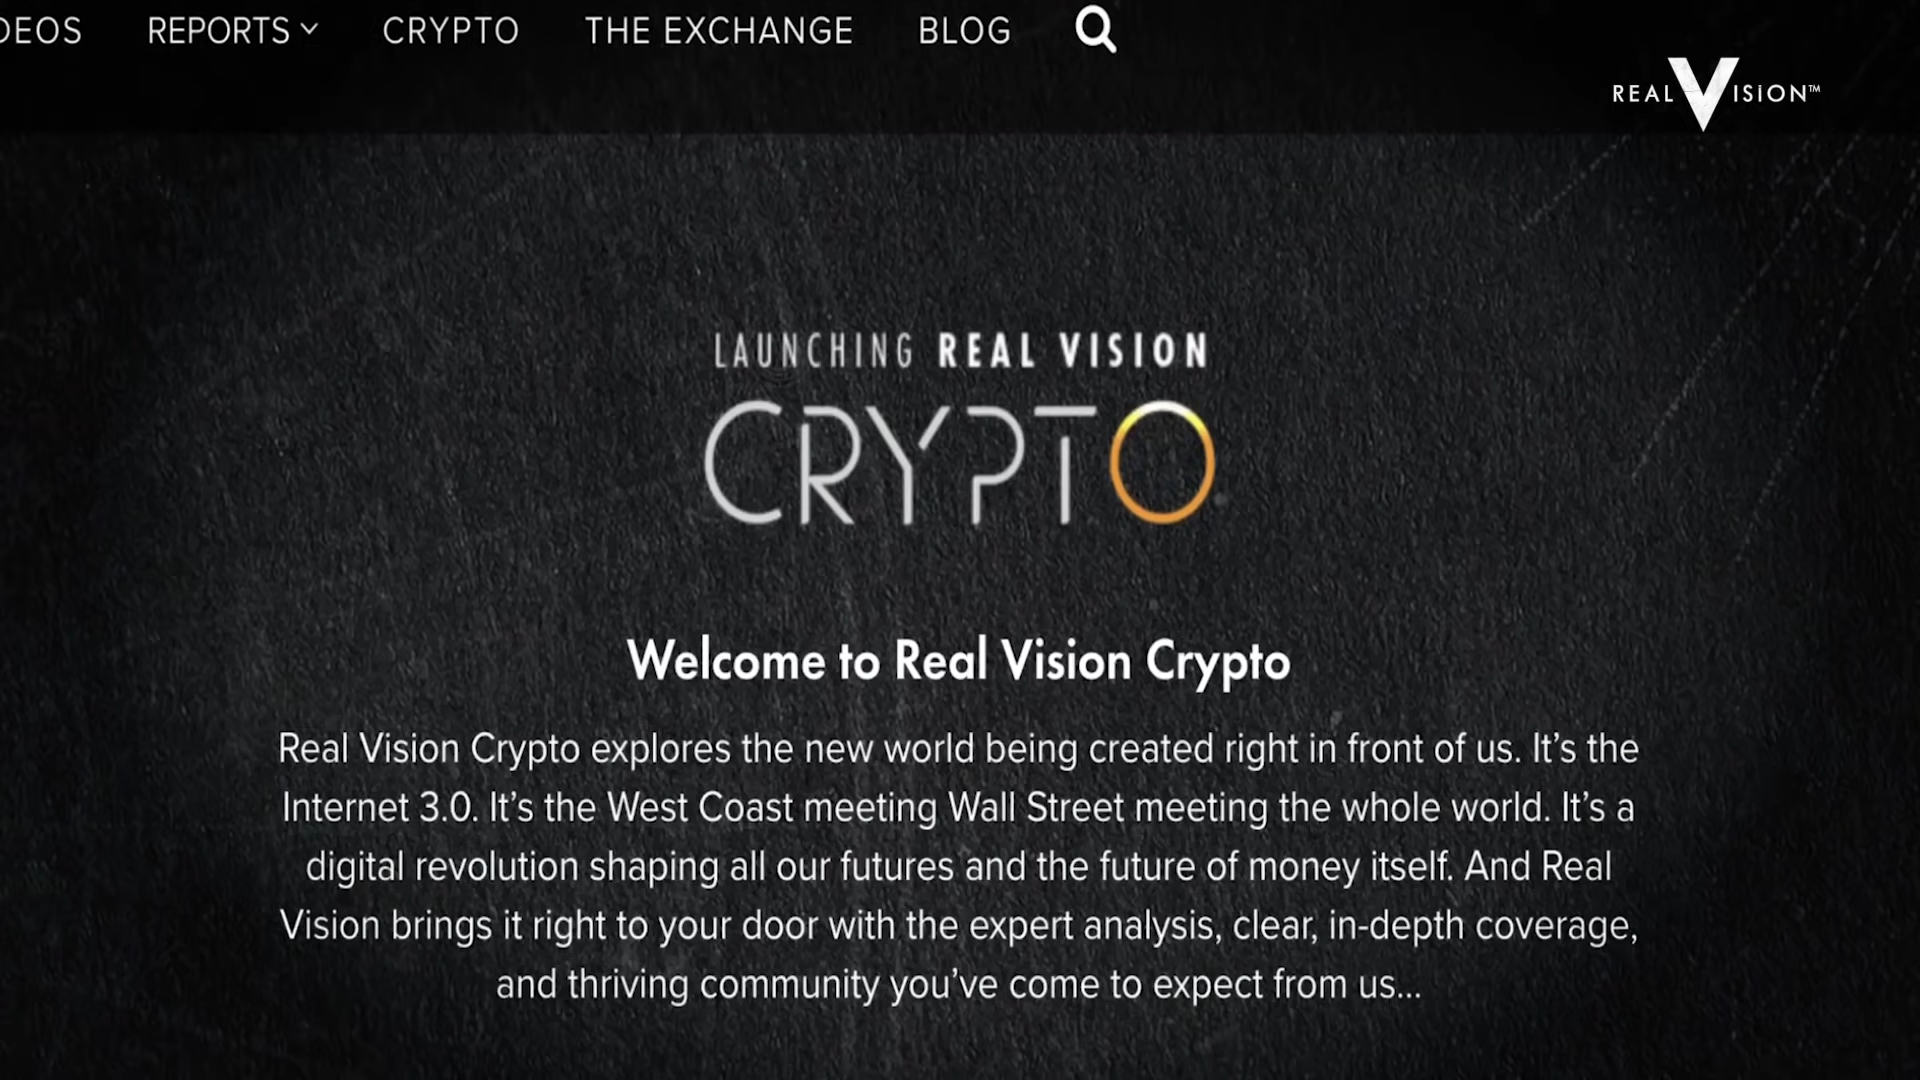 REPORTS CRYPTO THE EXCHANGE BLOG
REAL VISION™
LAUNCHING REAL VISION
CRYPTO
Welcome to Real Vision Crypto
Real Vision Crypto explores the new world being created right in front of us. It’s the
Internet 3.0. It’s the West Coast meeting Wall Street meeting the whole world. It’s a
digital revolution shaping all our futures and the future of money itself. And Real
Vision brings it right to your door with the expert analysis, clear, in-depth coverage,
and thriving community you’ve come to expect from us...